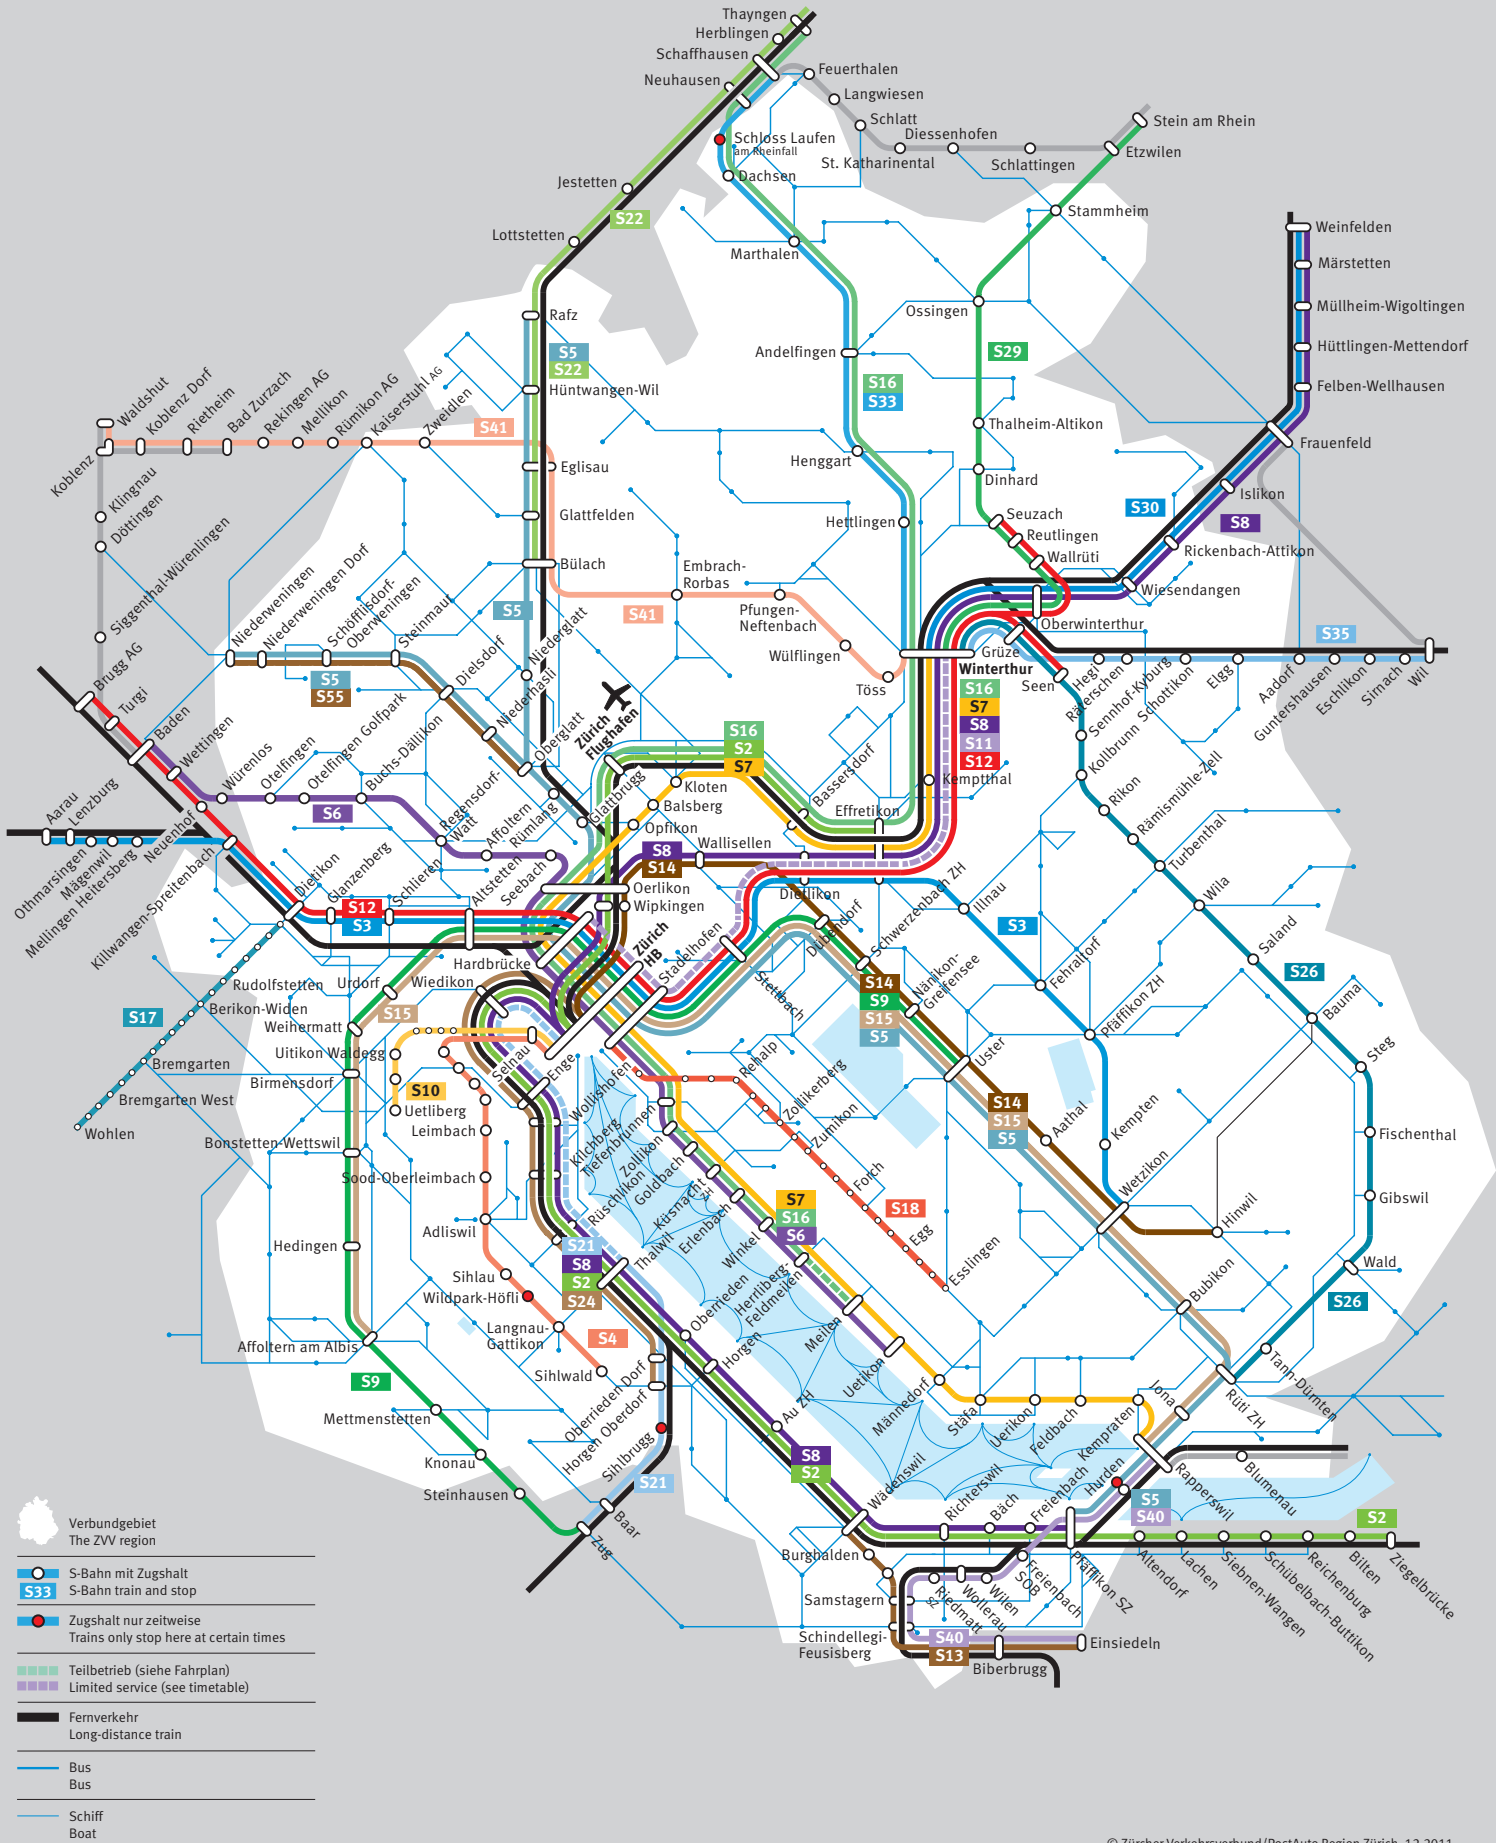 Thayngen
Herblingen
Schaffhausen
Neuhausen
Feuerthalen
Langwiesen
Schlatt
Diessenhofen
St. Katharinental
Schlattingen
Stein am Rhein
Etzwilen
Schloss Laufen
am Rheinfall
Dachsen
Jestetten
S22
Lottstetten
Stammheim
Marthalen
Weinfelden
Märstetten
Müllheim-Wigoltingen
Hüttlingen-Mettendorf
Felben-Wellhausen
Frauenfeld
Rafz
Ossingen
S5
S22
Andelfingen
S29
S16
S33
Hüntwangen-Wil
Waldshut
Koblenz Dorf
Rietheim
Bad Zurzach
Rekingen AG
Mellikon
Rümikon AG
Kaiserstuhl AG
Zweidlen
S41
Thalheim-Altikon
Koblenz
Klingnau
Döttingen
Siggenthal-Würenlingen
Eglisau
Henggart
Dinhard
Islikon
Glattfelden
Hettlingen
Seuzach
Reutlingen
Wallrüti
S30
S8
Rickenbach-Attikon
Wiesendangen
Bülach
Embrach-
Rorbas
S41
S5
Pfungen-
Neftenbach
Wülflingen
Töss
Oberwinterthur
Grüze
Winterthur
Seen
S35
Hegi
Räterschen
Schottikon
Elgg
Aadorf
Guntershausen
Eschlikon
Sirnach
Wil
Niederweningen
Niederweningen Dorf
Schöfflisdorf-
Oberweningen
Steinmaur
Dielsdorf
Niederhasli
Niederglatt
Oberglatt
S5
S55
Brugg AG
Turgi
Baden
Wettingen
Würenlos
Otelfingen
Otelfingen Golfpark
Buchs-Dällikon
Regensdorf-
Watt
Affoltern
Rümlang
Seebach
S6
Zürich
Flughafen
Glattbrugg
S16
S2
S7
Kloten
Balsberg
Opfikon
Bassersdorf
Effretikon
Kemptthal
S16
S7
S8
S11
S12
Sennhof-Kyburg
Kollbrunn
Rikon
Rämismühle-Zell
Turbenthal
Wila
Saland
S26
Bauma
Steg
Fischenthal
Gibswil
Wald
S26
Aarau
Lenzburg
Othmarsingen
Mägenwil
Mellingen Heitersberg
Neuenhof
Killwangen-Spreitenbach
Dietikon
Glanzenberg
Schlieren
Altstetten
S12
S3
S8
S14
Wallisellen
Oerlikon
Wipkingen
Dietlikon
Illnau
S3
Fehraltorf
Pfäffikon ZH
Kempten
Hardbrücke
Zürich
HB
Stadelhofen
Stettbach
Dübendorf
Schwerzenbach ZH
Nänikon-
Greifensee
S14
S9
S15
S5
Uster
S14
S15
S5
Aathal
Wetzikon
Hinwil
Bubikon
Tann-Dürnten
Rüti ZH
Rudolfstetten
Berikon-Widen
S17
Bremgarten
Bremgarten West
Wohlen
Urdorf
Wiedikon
S15
Weihermatt
Uitikon Waldegg
Birmensdorf
S10
Uetliberg
Selnau
Enge
Leimbach
Bonstetten-Wettswil
Sood-Oberleimbach
Adliswil
Hedingen
Sihlau
Wildpark-Höfli
Langnau-
Gattikon
S4
Sihlwald
Affoltern am Albis
S9
Mettmenstetten
Knonau
Steinhausen
Zug
Baar
Sihlbrugg
S21
Wollishofen
Kilchberg
Rüschlikon
Thalwil
S21
S8
S2
S24
Oberrieden
Horgen
Oberrieden Dorf
Horgen Oberdorf
Au ZH
S8
S2
Wädenswil
Richterswil
Bäch
Freienbach
Tiefenbrunnen
Zollikon
Goldbach
Küsnacht
ZH
Erlenbach
Winkel
Herrliberg-
Feldmeilen
Meilen
Uetikon
Männedorf
Stäfa
Uerikon
Feldbach
Kempraten
Jona
Rapperswil
Blumenau
S7
S16
S6
Rehalp
Zollikerberg
Zumikon
Forch
S18
Egg
Esslingen
Hurden
S5
S40
S2
Pfäffikon SZ
Altendorf
Lachen
Siebnen-Wangen
Schübelbach-Buttikon
Reichenburg
Bilten
Ziegelbrücke
Burghalden
Samstagern
Schindellegi-
Feusisberg
Riedmatt
SZ
Wollerau
Wilen
Freienbach
SOB
S40
S13
Biberbrugg
Einsiedeln
Verbundgebiet
The ZVV region
S-Bahn mit Zugshalt
S33
S-Bahn train and stop
Zugshalt nur zeitweise
Trains only stop here at certain times
Teilbetrieb (siehe Fahrplan)
Limited service (see timetable)
Fernverkehr
Long-distance train
Bus
Bus
Schiff
Boat
© Zürcher Verkehrsverbund/PostAuto Region Zürich, 12.2011